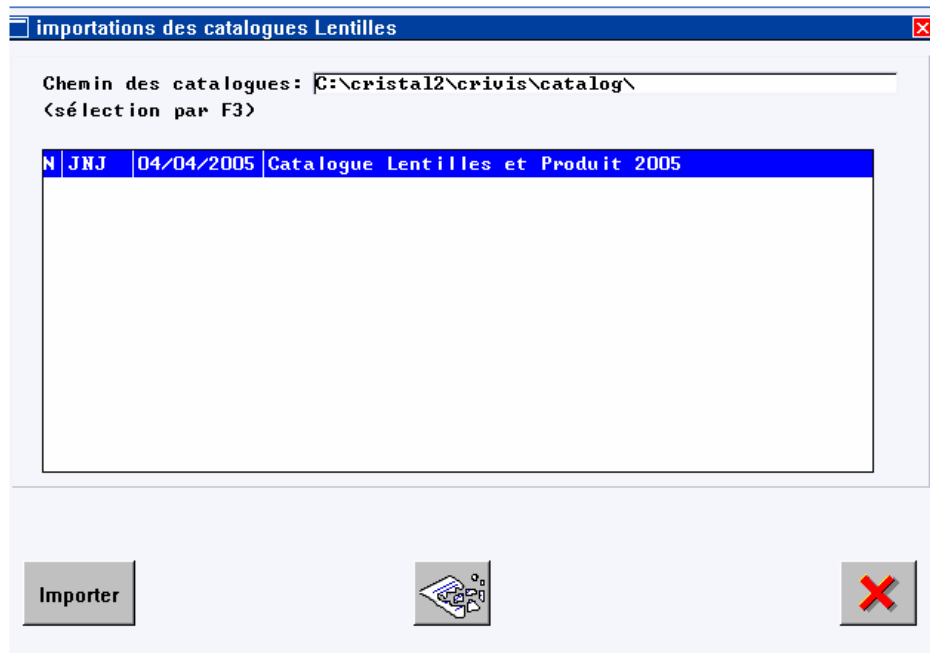 importations des catalogues Lentilles
Chemin des catalogues: C:\cristal2\crivis\catalog\
(sélection par F3)
N JNJ 04/04/2005 Catalogue Lentilles et Produit 2005
Importer